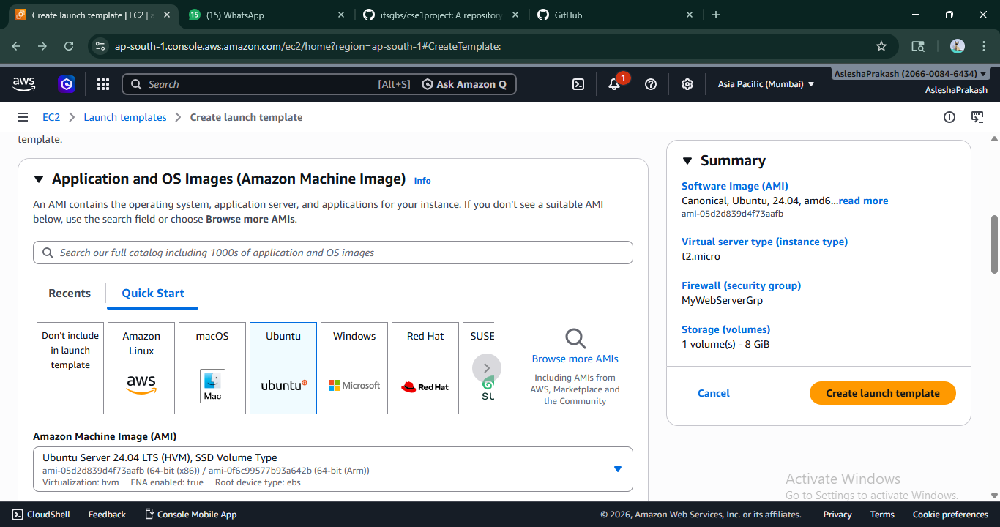 Create launch template | EC2 | a
(15) WhatsApp
itsgbs/cse1project: A repository
GitHub
ap-south-1.console.aws.amazon.com/ec2/home?region=ap-south-1#CreateTemplate:
aws
Search
[Alt+S]
Ask Amazon Q
1
Asia Pacific (Mumbai)
AsleshaPrakash (2066-0084-6434)
AsleshaPrakash
EC2
Launch templates
Create launch template
template.
Application and OS Images (Amazon Machine Image) Info
An AMI contains the operating system, application server, and applications for your instance. If you don't see a suitable AMI
below, use the search field or choose Browse more AMIs.
Search our full catalog including 1000s of application and OS images
Recents
Quick Start
Don't include
in launch
template
Amazon
Linux
aws
macOS
Mac
Ubuntu
ubuntu
Windows
Microsoft
Red Hat
Red Hat
SUSE
SU
Browse more AMIs
Including AMIs from
AWS, Marketplace and
the Community
Amazon Machine Image (AMI)
Ubuntu Server 24.04 LTS (HVM), SSD Volume Type
ami-05d2d839d4f73aafb (64-bit (x86)) / ami-0f6c99577b93a642b (64-bit (Arm))
Virtualization: hvm ENA enabled: true Root device type: ebs
Summary
Software Image (AMI)
Canonical, Ubuntu, 24.04, amd6...read more
ami-05d2d839d4f73aafb
Virtual server type (instance type)
t2.micro
Firewall (security group)
MyWebServerGrp
Storage (volumes)
1 volume(s) - 8 GiB
Cancel
Create launch template
Activate Windows
Go to Settings to activate Windows.
CloudShell
Feedback
Console Mobile App
© 2026, Amazon Web Services, Inc. or its affiliates.
Privacy
Terms
Cookie preferences